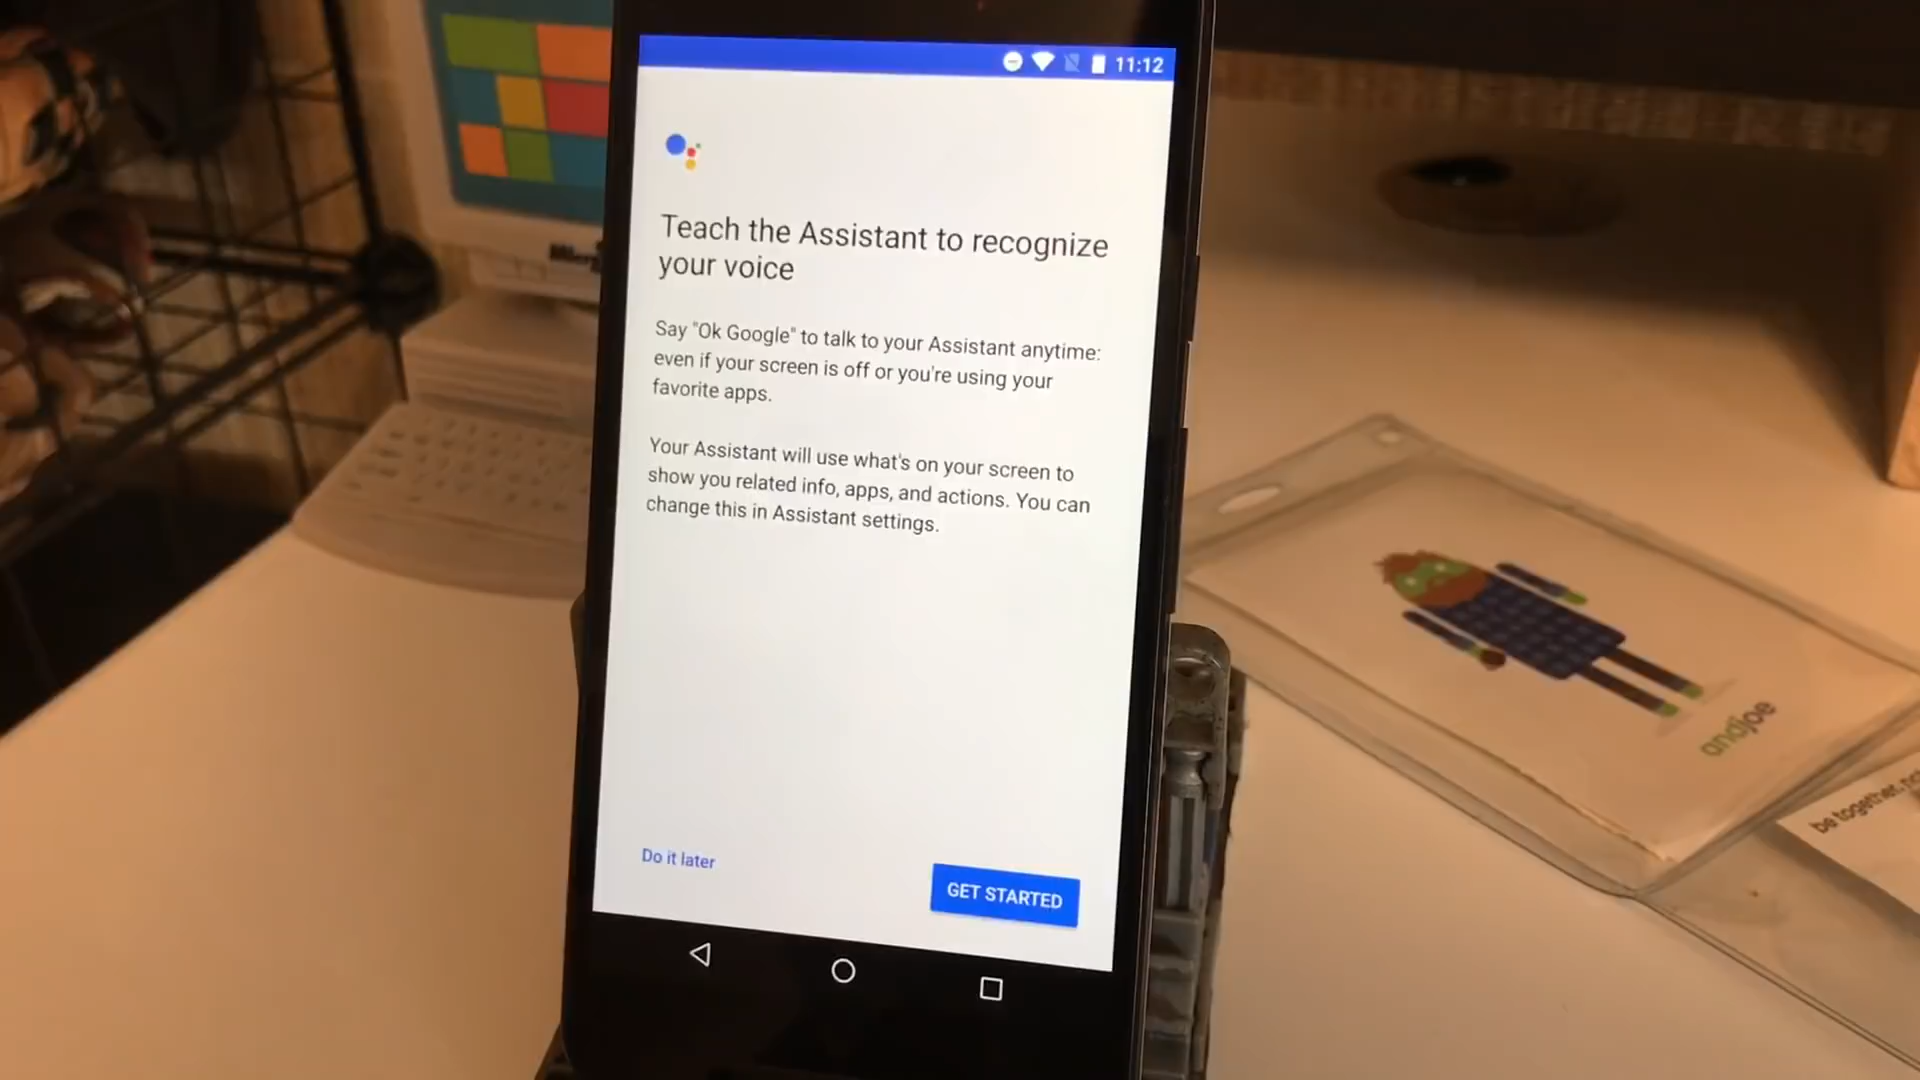 11:12
Teach the Assistant to recognize
your voice
Say "Ok Google" to talk to your Assistant anytime:
even if your screen is off or you're using your
favorite apps.
Your Assistant will use what's on your screen to
show you related info, apps, and actions. You can
change this in Assistant settings.
Do it later
GET STARTED
andjoe
be together.